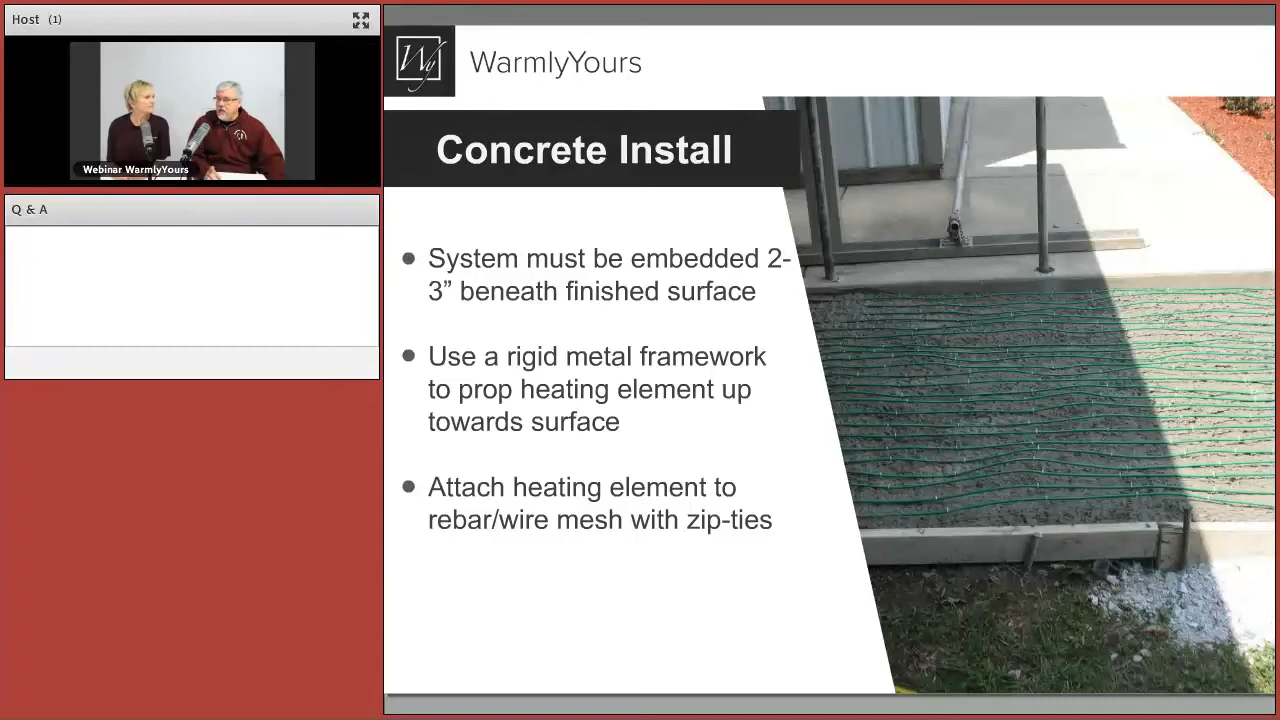 Host (1)
Webinar WarmlyYours
Q & A
Wy
WarmlyYours
Concrete Install
System must be embedded 2-
3” beneath finished surface
Use a rigid metal framework
to prop heating element up
towards surface
Attach heating element to
rebar/wire mesh with zip-ties